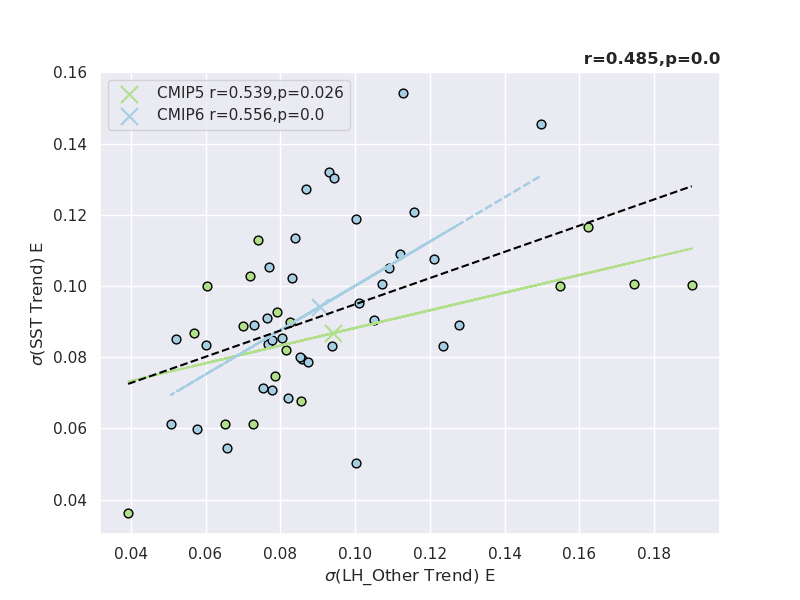 r=0.485,p=0.0
CMIP5 r=0.539,p=0.026
CMIP6 r=0.556,p=0.0
0.16
0.14
0.12
0.10
0.08
0.06
0.04
σ(SST Trend) E
0.04 0.06 0.08 0.10 0.12 0.14 0.16 0.18
σ(LH_Other Trend) E